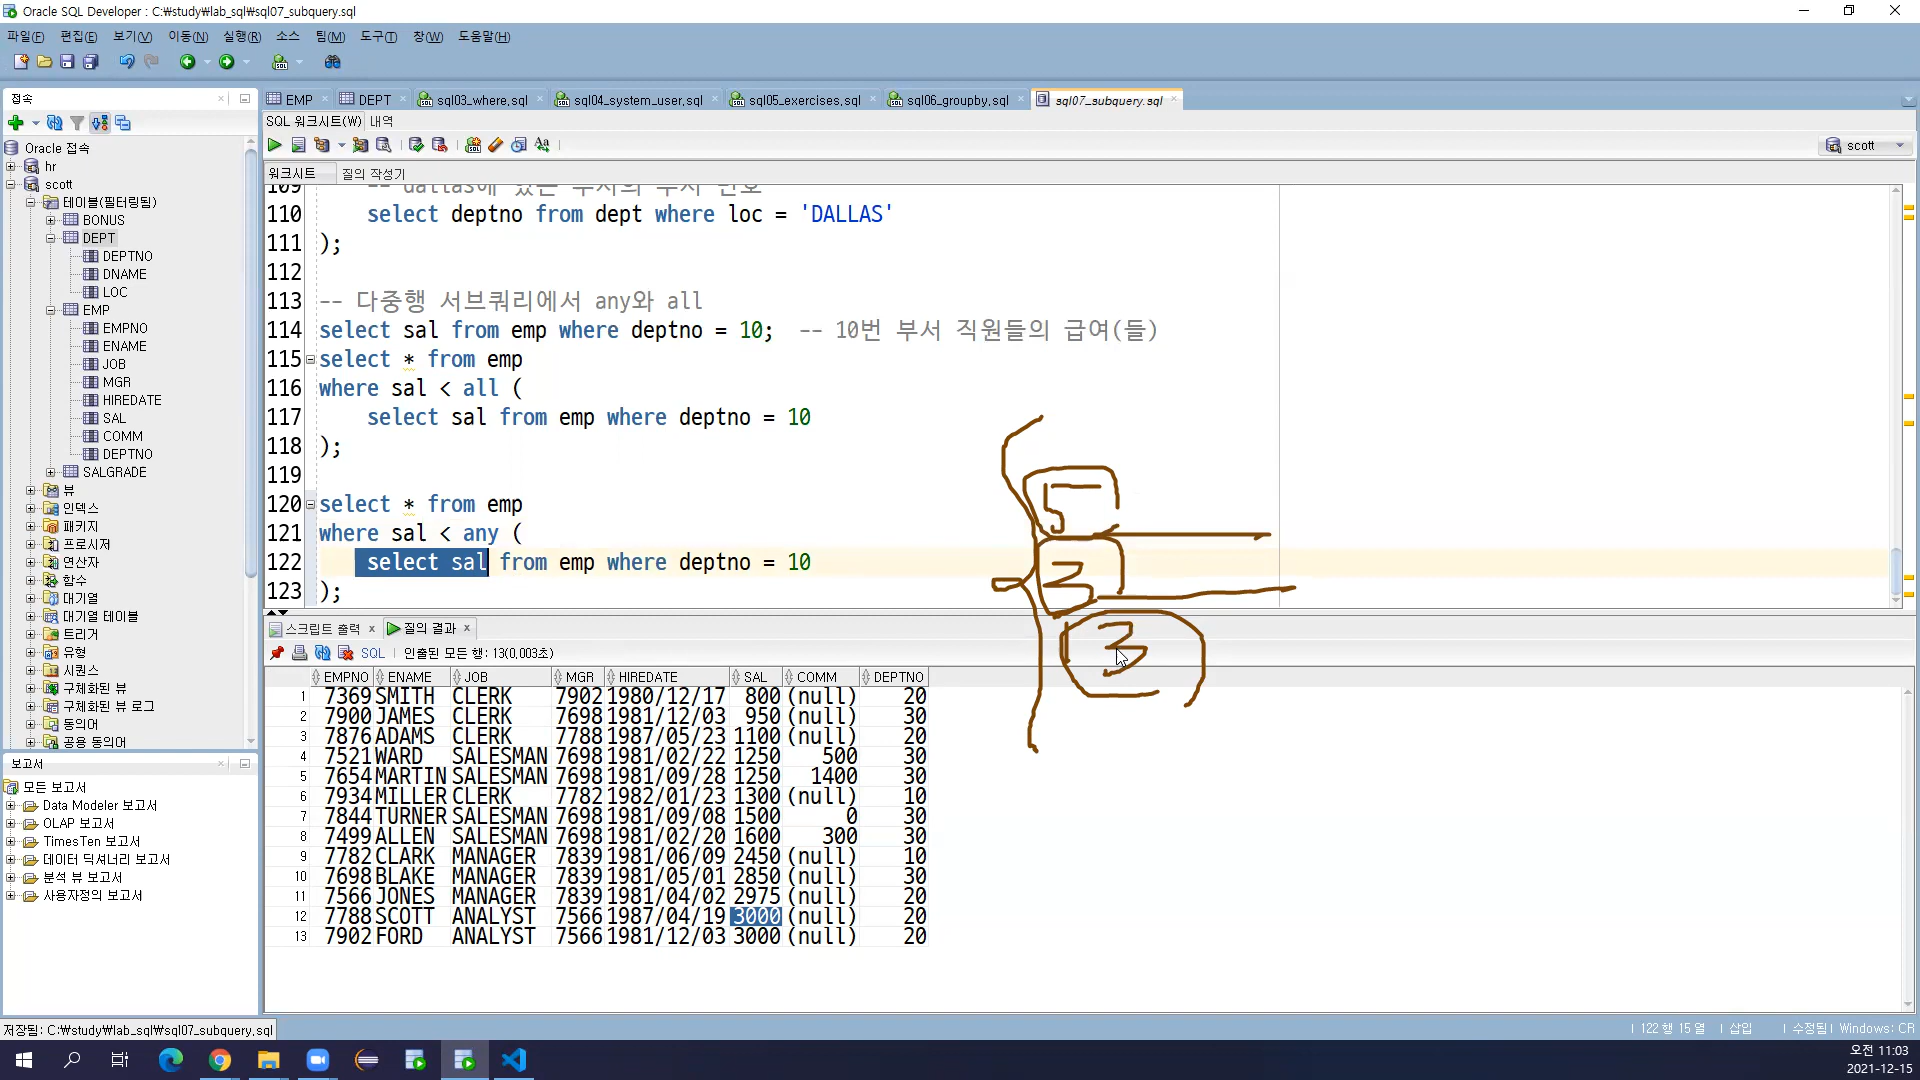 Oracle SQL Developer : C:₩study₩lab_sql₩sql07_subquery.sql
파일(F) 편집(E) 보기(V) 이동(N) 실행(R) 소스 팀(M) 도구(T) 창(W) 도움말(H)
접속
EMP DEPT sql03_where.sql sql04_system_user.sql sql05_exercises.sql sql06_groupby.sql sql07_subquery.sql
SQL 워크시트(W) 내역
scott
워크시트 질의 작성기
Oracle 접속
hr
scott
테이블(필터링됨)
BONUS
DEPT
DEPTNO
DNAME
LOC
EMP
EMPNO
ENAME
JOB
MGR
HIREDATE
SAL
COMM
DEPTNO
SALGRADE
뷰
인덱스
패키지
프로시저
연산자
함수
대기열
대기열 테이블
트리거
유형
시퀀스
구체화된 뷰
구체화된 뷰 로그
동의어
공용 동의어
109 -- dallas에 있는 부서의 부서 번호
110 select deptno from dept where loc = 'DALLAS'
111 );
112
113 -- 다중행 서브쿼리에서 any와 all
114 select sal from emp where deptno = 10; -- 10번 부서 직원들의 급여(들)
115 select * from emp
116 where sal < all (
117 select sal from emp where deptno = 10
118 );
119
120 select * from emp
121 where sal < any (
122 select sal from emp where deptno = 10
123 );
5
2
3
스크립트 출력 x 질의 결과 x
SQL | 인출된 모든 행: 13(0.003초)
EMPNO ENAME JOB MGR HIREDATE SAL COMM DEPTNO
1 7369 SMITH CLERK 7902 1980/12/17 800 (null) 20
2 7900 JAMES CLERK 7698 1981/12/03 950 (null) 30
3 7876 ADAMS CLERK 7788 1987/05/23 1100 (null) 20
4 7521 WARD SALESMAN 7698 1981/02/22 1250 500 30
5 7654 MARTIN SALESMAN 7698 1981/09/28 1250 1400 30
6 7934 MILLER CLERK 7782 1982/01/23 1300 (null) 10
7 7844 TURNER SALESMAN 7698 1981/09/08 1500 0 30
8 7499 ALLEN SALESMAN 7698 1981/02/20 1600 300 30
9 7782 CLARK MANAGER 7839 1981/06/09 2450 (null) 10
10 7698 BLAKE MANAGER 7839 1981/05/01 2850 (null) 30
11 7566 JONES MANAGER 7839 1981/04/02 2975 (null) 20
12 7788 SCOTT ANALYST 7566 1987/04/19 3000 (null) 20
13 7902 FORD ANALYST 7566 1981/12/03 3000 (null) 20
보고서
모든 보고서
Data Modeler 보고서
OLAP 보고서
TimesTen 보고서
데이터 딕셔너리 보고서
분석 뷰 보고서
사용자정의 보고서
저장됨: C:₩study₩lab_sql₩sql07_subquery.sql
| 122 행 15 열 | 삽입 | 수정됨| Windows: CR
오전 11:03
2021-12-15